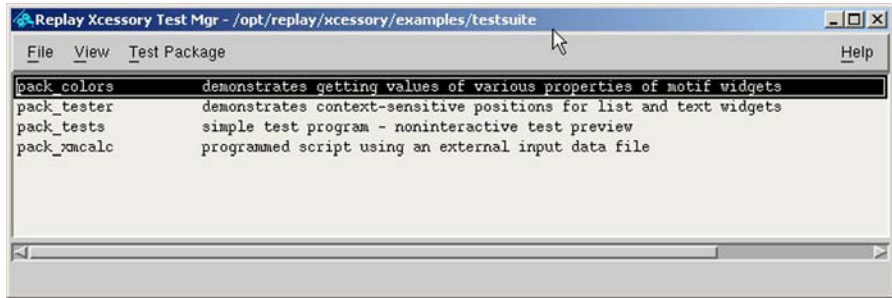 Replay Xcessory Test Mgr - /opt/replay/xcessory/examples/testsuite
File View Test Package Help
pack_colors demonstrates getting values of various properties of motif widgets
pack_tester demonstrates context-sensitive positions for list and text widgets
pack_tests simple test program - noninteractive test preview
pack_xmcalc programmed script using an external input data file